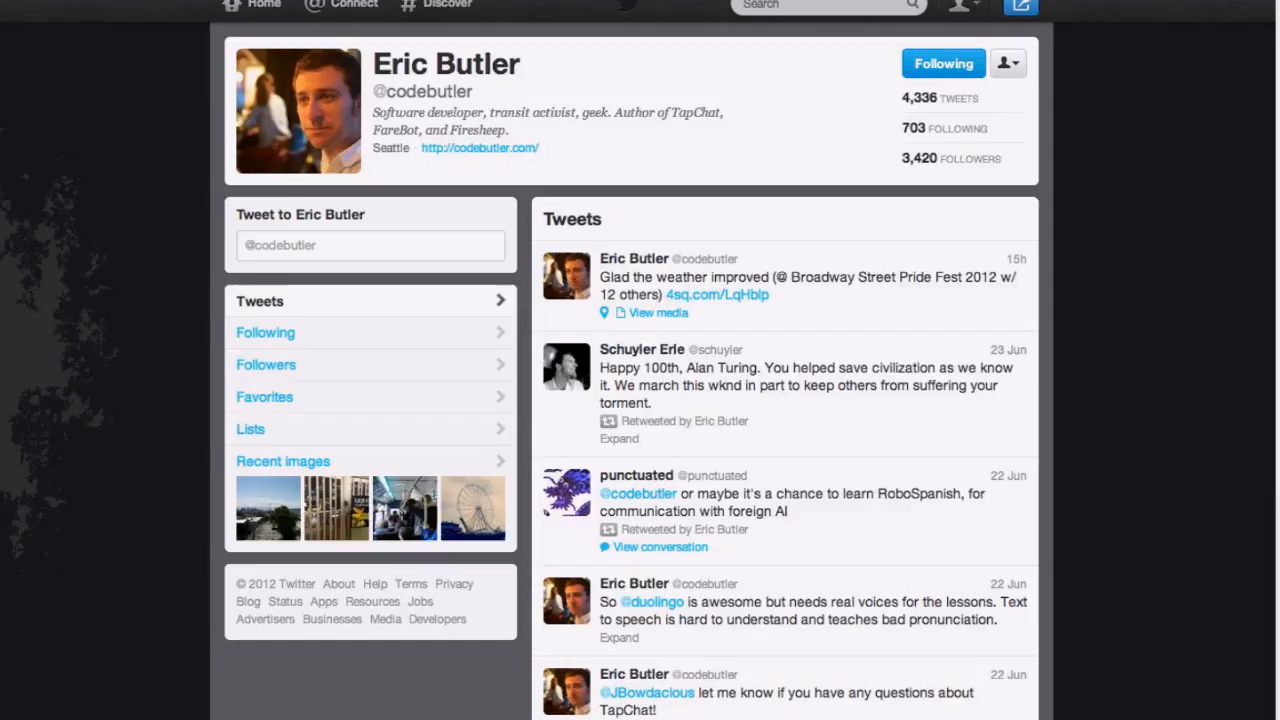 Home @ Connect # Discover
Search
Eric Butler
@codebutler
Software developer, transit activist, geek. Author of TapChat,
FareBot, and Firesheep.
Seattle · http://codebutler.com/
Following
4,336 TWEETS
703 FOLLOWING
3,420 FOLLOWERS
Tweet to Eric Butler
@codebutler
Tweets
Following
Followers
Favorites
Lists
Recent images
© 2012 Twitter About Help Terms Privacy
Blog Status Apps Resources Jobs
Advertisers Businesses Media Developers
Tweets
Eric Butler @codebutler 15h
Glad the weather improved (@ Broadway Street Pride Fest 2012 w/
12 others) 4sq.com/LqHblp
View media
Schuyler Erle @schuyler 23 Jun
Happy 100th, Alan Turing. You helped save civilization as we know
it. We march this wknd in part to keep others from suffering your
torment.
Retweeted by Eric Butler
Expand
punctuated @punctuated 22 Jun
@codebutler or maybe it's a chance to learn RoboSpanish, for
communication with foreign AI
Retweeted by Eric Butler
View conversation
Eric Butler @codebutler 22 Jun
So @duolingo is awesome but needs real voices for the lessons. Text
to speech is hard to understand and teaches bad pronunciation.
Expand
Eric Butler @codebutler 22 Jun
@JBowdacious let me know if you have any questions about
TapChat!